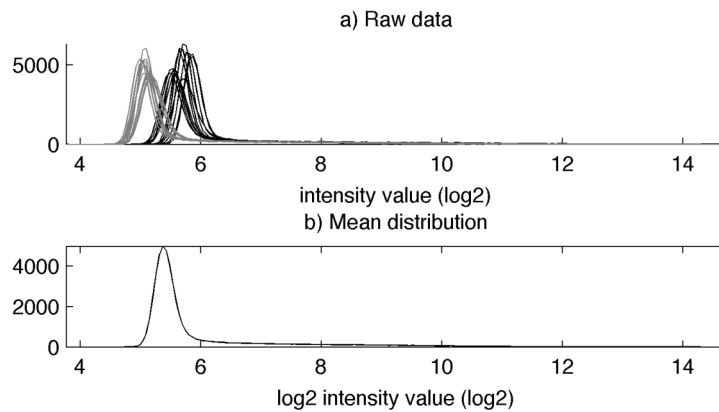 a) Raw data
5000
0
4 6 8 10 12 14
intensity value (log2)
b) Mean distribution
4000
2000
0
4 6 8 10 12 14
log2 intensity value (log2)